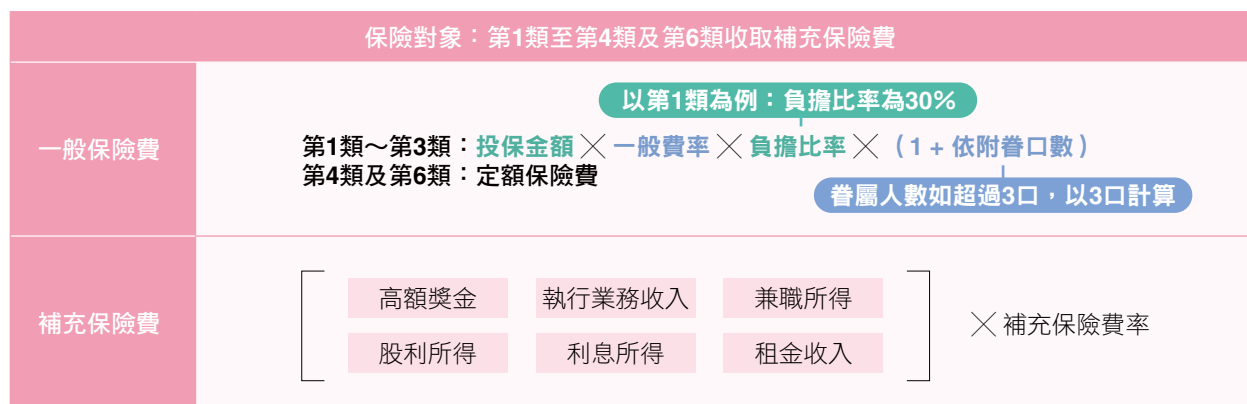 保險對象：第1類至第4類及第6類收取補充保險費
一般保險費
以第1類為例：負擔比率為30%
第1類～第3類：投保金額╳一般費率╳負擔比率╳（1 + 依附眷口數）
第4類及第6類：定額保險費
眷屬人數如超過3口，以3口計算
補充保險費
高額獎金 執行業務收入 兼職所得
股利所得 利息所得 租金收入
╳補充保險費率